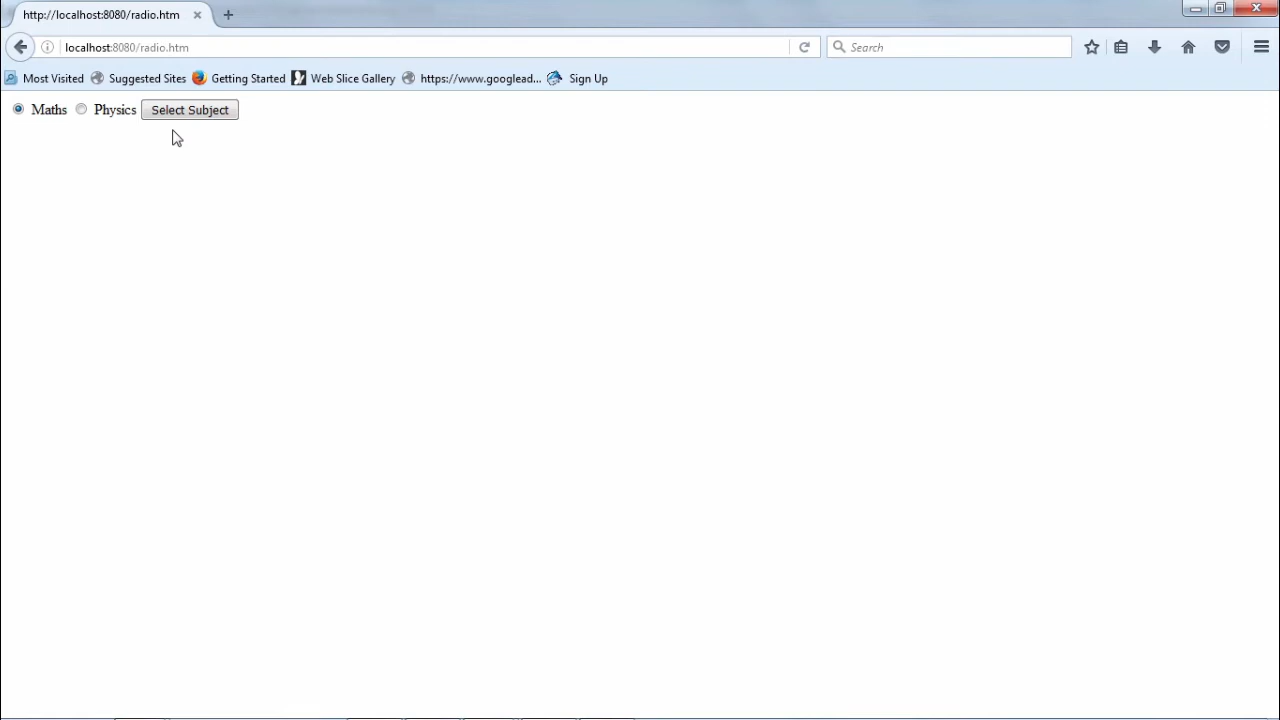 http://localhost:8080/radio.htm
localhost:8080/radio.htm Search
Most Visited Suggested Sites Getting Started Web Slice Gallery https://www.googlead... Sign Up
Maths Physics Select Subject